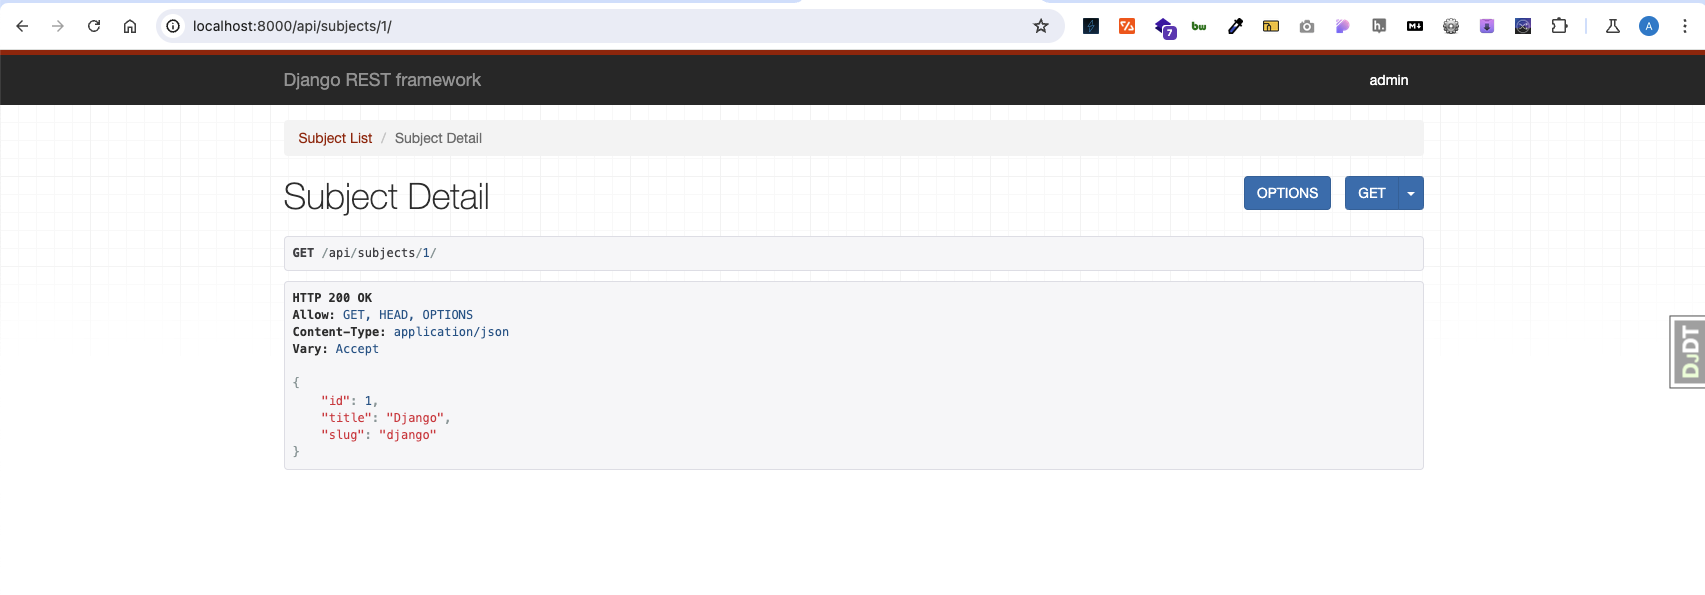 localhost:8000/api/subjects/1/
7
bw
h.
M↓
A
Django REST framework
admin
Subject List / Subject Detail
Subject Detail
OPTIONS
GET
GET /api/subjects/1/
HTTP 200 OK
Allow: GET, HEAD, OPTIONS
Content-Type: application/json
Vary: Accept
{
    "id": 1,
    "title": "Django",
    "slug": "django"
}
DJDT